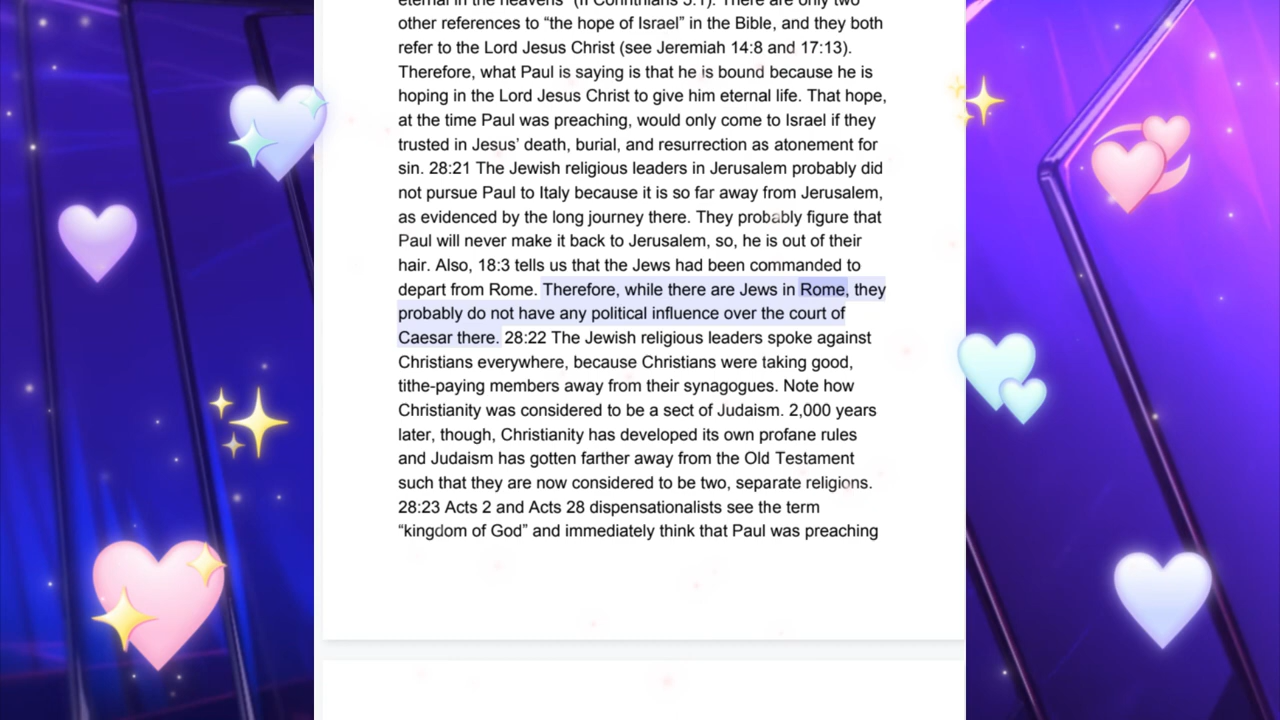 eternal in the heavens" (II Corinthians 5:1). There are only two
other references to “the hope of Israel” in the Bible, and they both
refer to the Lord Jesus Christ (see Jeremiah 14:8 and 17:13).
Therefore, what Paul is saying is that he is bound because he is
hoping in the Lord Jesus Christ to give him eternal life. That hope,
at the time Paul was preaching, would only come to Israel if they
trusted in Jesus’ death, burial, and resurrection as atonement for
sin. 28:21 The Jewish religious leaders in Jerusalem probably did
not pursue Paul to Italy because it is so far away from Jerusalem,
as evidenced by the long journey there. They probably figure that
Paul will never make it back to Jerusalem, so, he is out of their
hair. Also, 18:3 tells us that the Jews had been commanded to
depart from Rome. Therefore, while there are Jews in Rome, they
probably do not have any political influence over the court of
Caesar there. 28:22 The Jewish religious leaders spoke against
Christians everywhere, because Christians were taking good,
tithe-paying members away from their synagogues. Note how
Christianity was considered to be a sect of Judaism. 2,000 years
later, though, Christianity has developed its own profane rules
and Judaism has gotten farther away from the Old Testament
such that they are now considered to be two, separate religions.
28:23 Acts 2 and Acts 28 dispensationalists see the term
“kingdom of God” and immediately think that Paul was preaching